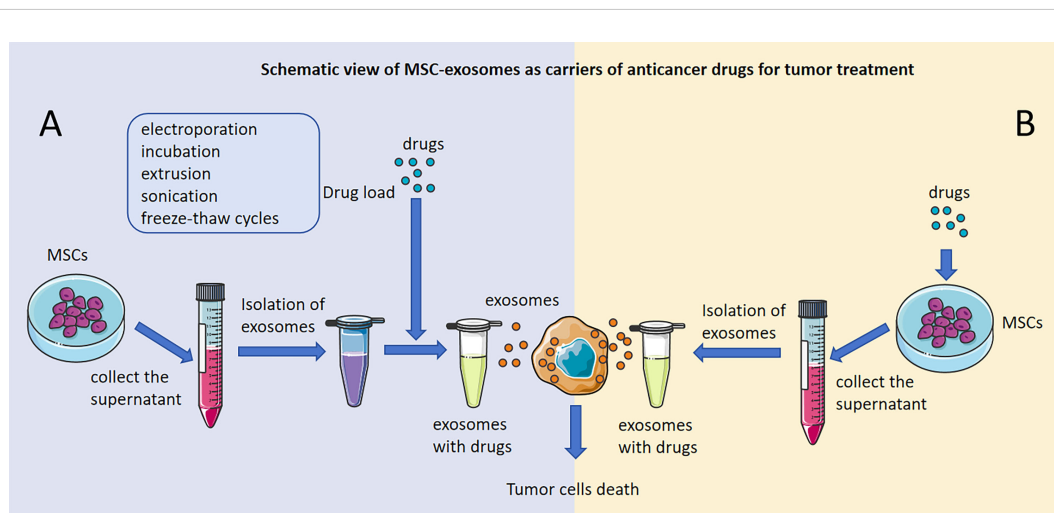 Schematic view of MSC-exosomes as carriers of anticancer drugs for tumor treatment
A
electroporation
incubation
extrusion
sonication
freeze-thaw cycles
drugs
Drug load
MSCs
collect the
supernatant
Isolation of
exosomes
exosomes
with drugs
exosomes
Tumor cells death
B
drugs
MSCs
collect the
supernatant
Isolation of
exosomes
exosomes
with drugs